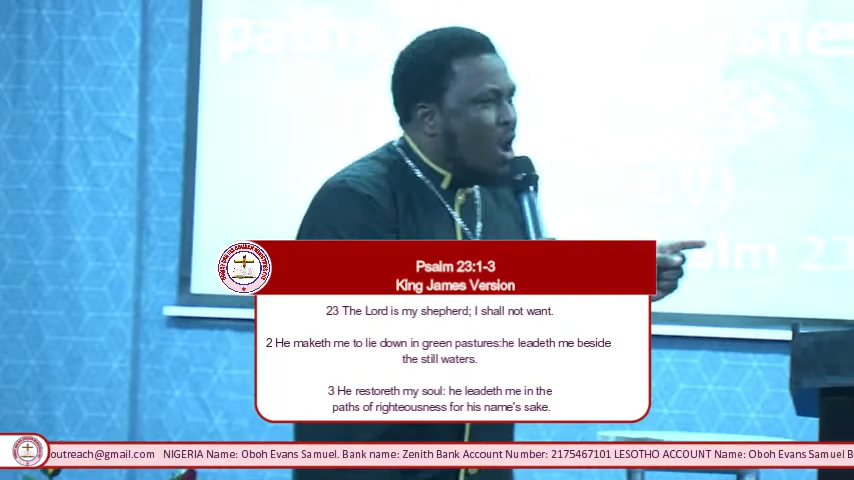 paths
Psalm 23:1-3
King James Version
23 The Lord is my shepherd; I shall not want.
2 He maketh me to lie down in green pastures:he leadeth me beside
the still waters.
3 He restoreth my soul: he leadeth me in the
paths of righteousness for his name's sake.
outreach@gmail.com NIGERIA Name: Oboh Evans Samuel. Bank name: Zenith Bank Account Number: 2175467101 LESOTHO ACCOUNT Name: Oboh Evans Samuel B